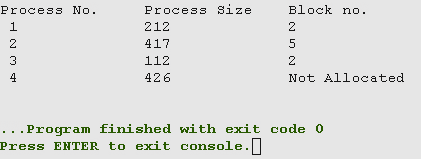 Process No. Process Size Block no.
1 212 2
2 417 5
3 112 2
4 426 Not Allocated
...Program finished with exit code 0
Press ENTER to exit console.